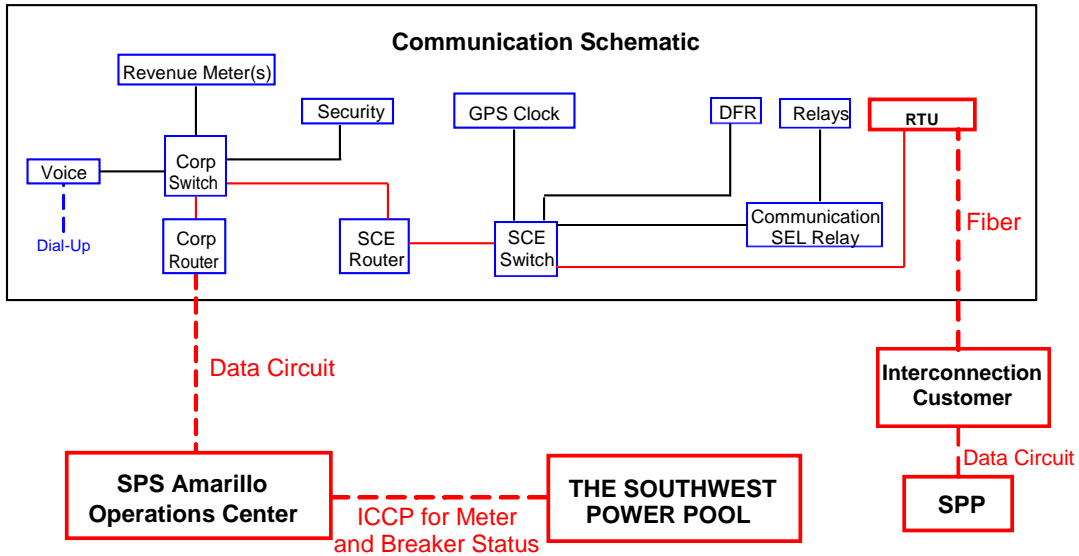 Communication Schematic
Revenue Meter(s)
Security
GPS Clock
DFR
Relays
RTU
Voice
Corp
Switch
Dial-Up
Corp
Router
SCE
Router
SCE
Switch
Communication
SEL Relay
Fiber
Data Circuit
Interconnection
Customer
Data Circuit
SPS Amarillo
Operations Center
ICCP for Meter
and Breaker Status
THE SOUTHWEST
POWER POOL
SPP